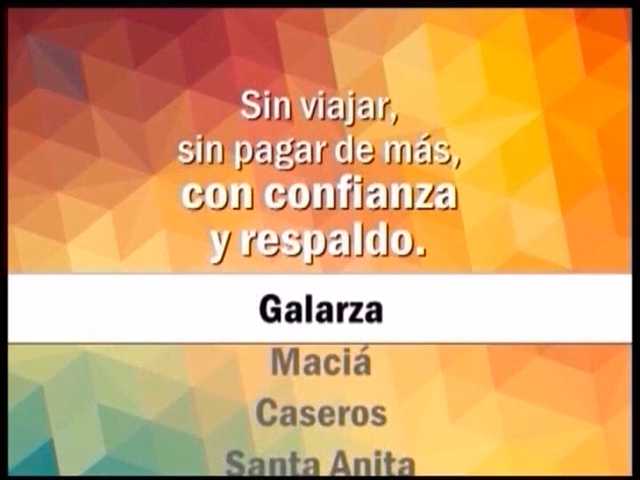 Sin viajar,
sin pagar de más,
con confianza
y respaldo.
Galarza
Maciá
Caseros
Santa Anita